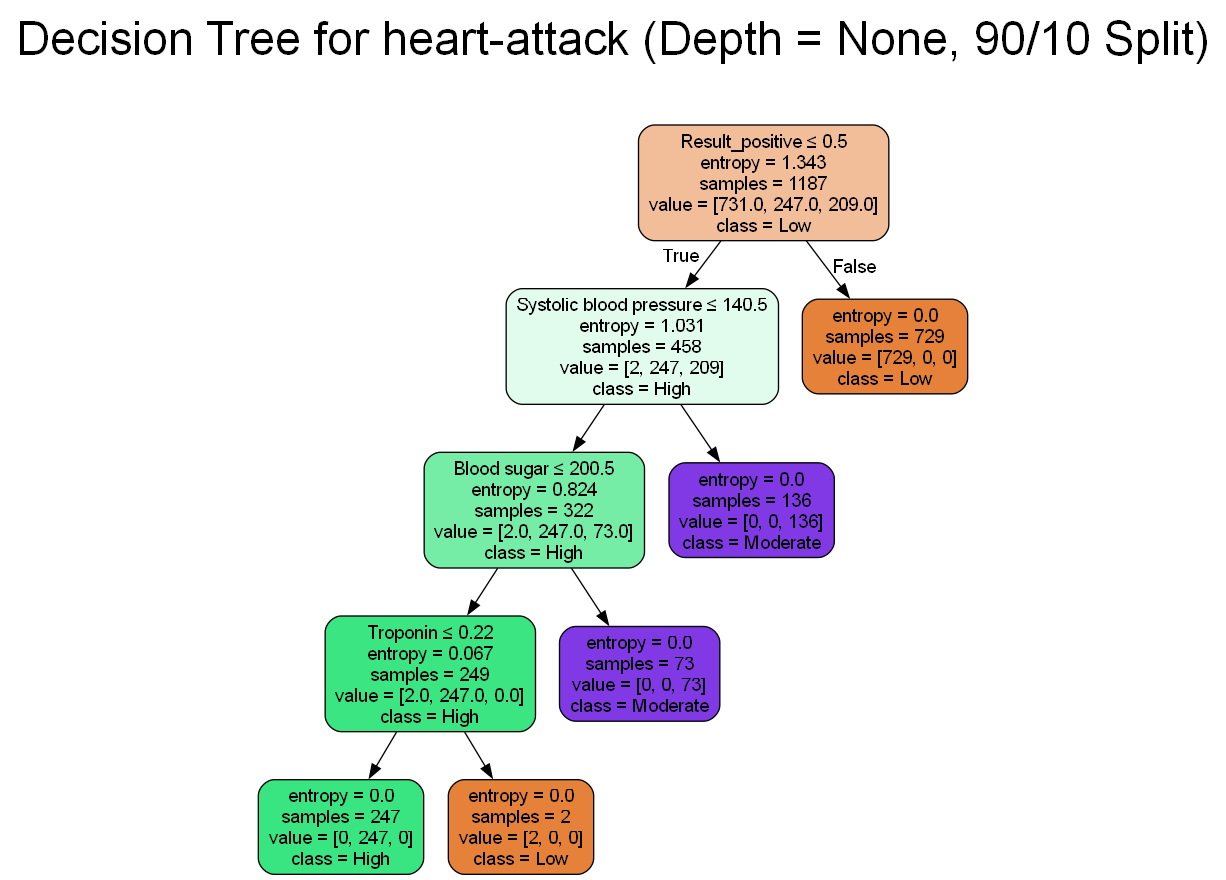 Decision Tree for heart-attack (Depth = None, 90/10 Split)
Result_positive ≤ 0.5
entropy = 1.343
samples = 1187
value = [731.0, 247.0, 209.0]
class = Low
True
False
Systolic blood pressure ≤ 140.5
entropy = 1.031
samples = 458
value = [2, 247, 209]
class = High
entropy = 0.0
samples = 729
value = [729, 0, 0]
class = Low
Blood sugar ≤ 200.5
entropy = 0.824
samples = 322
value = [2.0, 247.0, 73.0]
class = High
entropy = 0.0
samples = 136
value = [0, 0, 136]
class = Moderate
Troponin ≤ 0.22
entropy = 0.067
samples = 249
value = [2.0, 247.0, 0.0]
class = High
entropy = 0.0
samples = 73
value = [0, 0, 73]
class = Moderate
entropy = 0.0
samples = 247
value = [0, 247, 0]
class = High
entropy = 0.0
samples = 2
value = [2, 0, 0]
class = Low